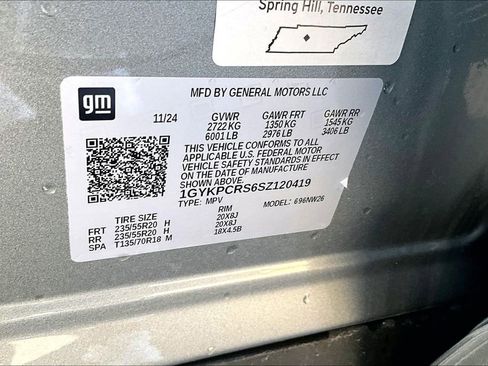 Spring Hill, Tennessee
gm
MFD BY GENERAL MOTORS LLC
11/24 GVWR GAWR FRT GAWR RR
2722 KG 1350 KG 1545 KG
6001 LB 2976 LB 3406 LB
THIS VEHICLE CONFORMS TO ALL
APPLICABLE U.S. FEDERAL MOTOR
VEHICLE SAFETY STANDARDS IN EFFECT
ON THE DATE OF MANUFACTURE
SHOWN ABOVE.
1GYKPCRS6SZ120419
TYPE: MPV MODEL: 696NW26
TIRE SIZE RIM
FRT 235/55R20 H 20X8J
RR 235/55R20 H 20X8J
SPA T135/70R18 M 18X4.5B